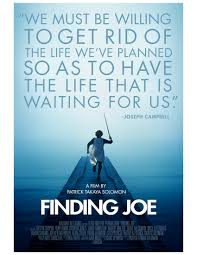 "WE MUST BE WILLING
TO GET RID OF
THE LIFE WE'VE PLANNED
SO AS TO HAVE
THE LIFE THAT IS
WAITING FOR US."
-JOSEPH CAMPBELL
A FILM BY
PATRICK TAKAYA SOLOMON
FINDING JOE